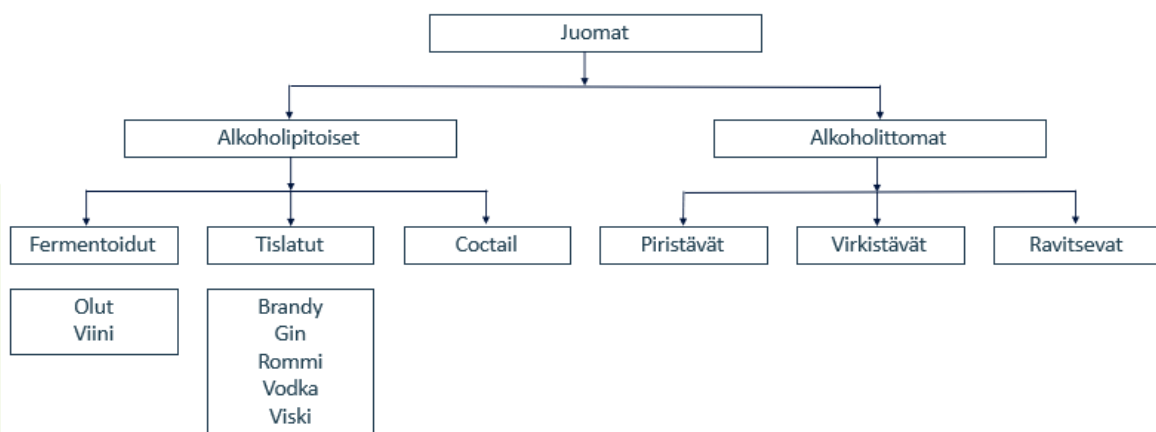 Juomat
Alkoholipitoiset
Alkoholittomat
Fermentoidut
Tislatut
Coctail
Piristävät
Virkistävät
Ravitsevat
Olut
Viini
Brandy
Gin
Rommi
Vodka
Viski